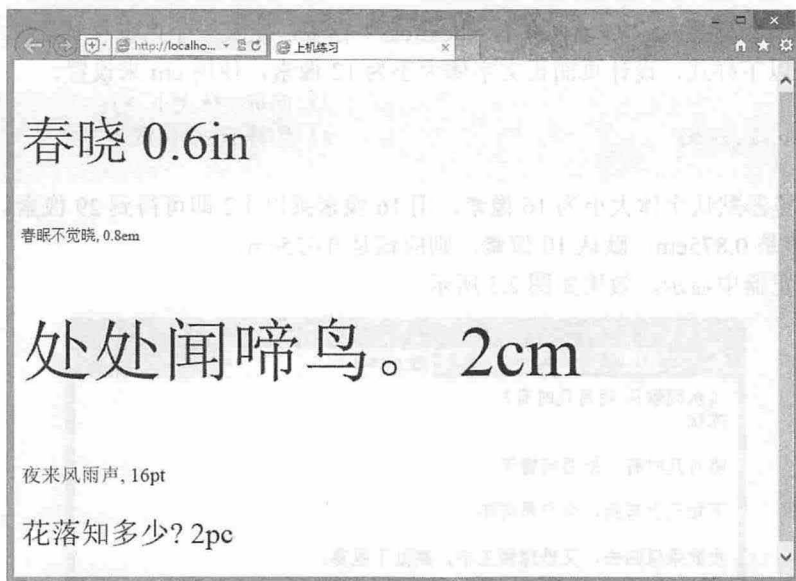 http://localho...
上机练习
春晓 0.6in
春眠不觉晓, 0.8em
处处闻啼鸟。 2cm
夜来风雨声, 16pt
花落知多少? 2pc